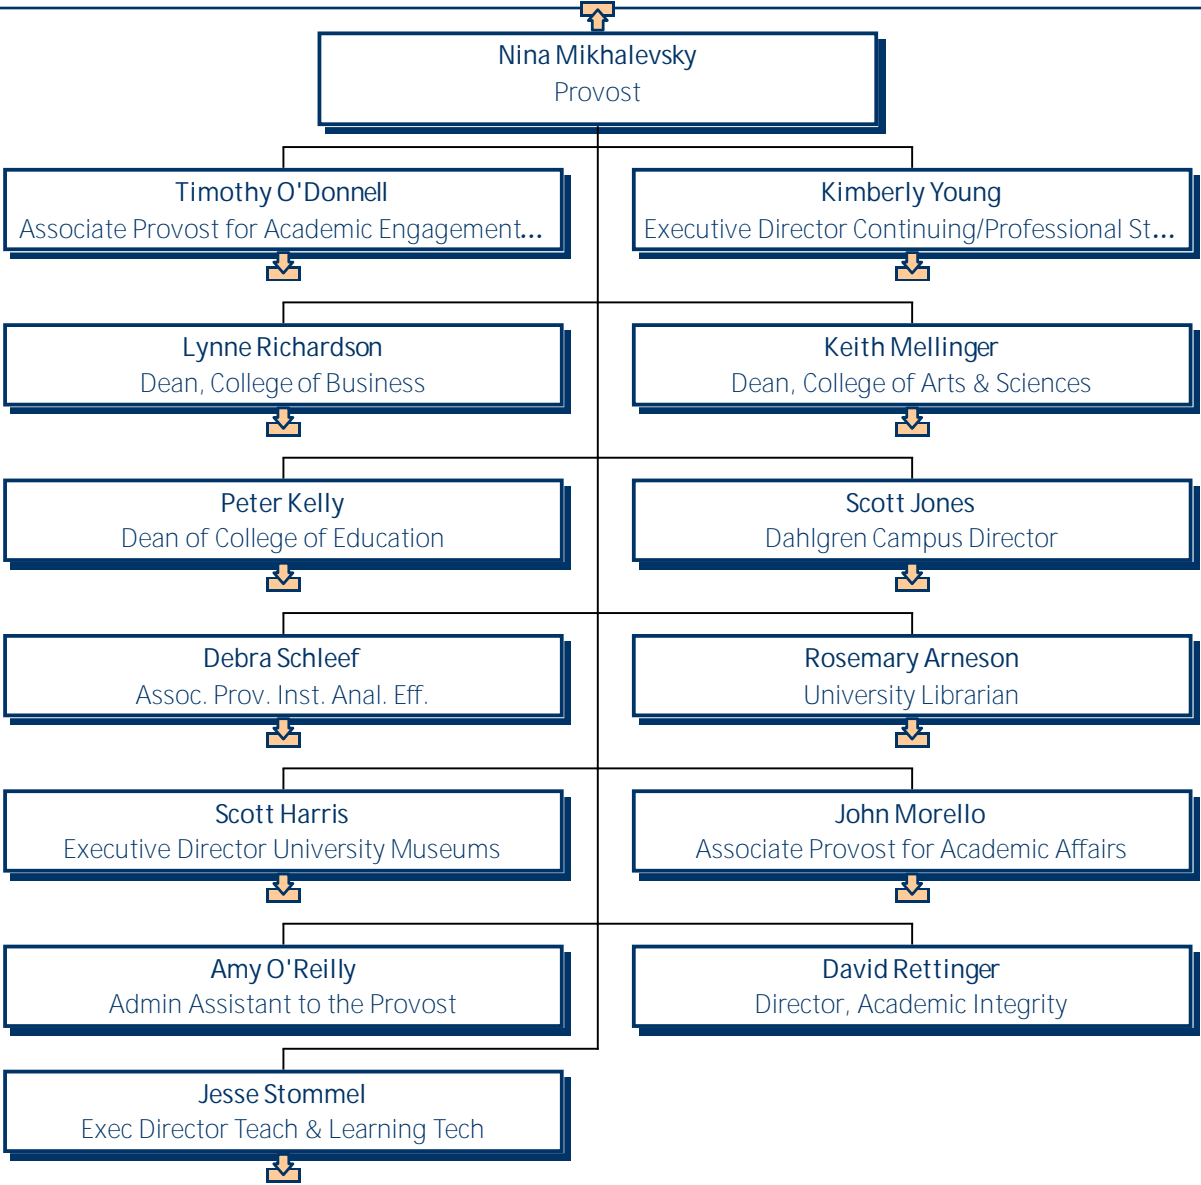 Nina Mikhalevsky
Provost
Timothy O'Donnell
Associate Provost for Academic Engagement...
Kimberly Young
Executive Director Continuing/Professional St...
Lynne Richardson
Dean, College of Business
Keith Mellinger
Dean, College of Arts & Sciences
Peter Kelly
Dean of College of Education
Scott Jones
Dahlgren Campus Director
Debra Schleef
Assoc. Prov. Inst. Anal. Eff.
Rosemary Arneson
University Librarian
Scott Harris
Executive Director University Museums
John Morello
Associate Provost for Academic Affairs
Amy O'Reilly
Admin Assistant to the Provost
David Rettinger
Director, Academic Integrity
Jesse Stommel
Exec Director Teach & Learning Tech